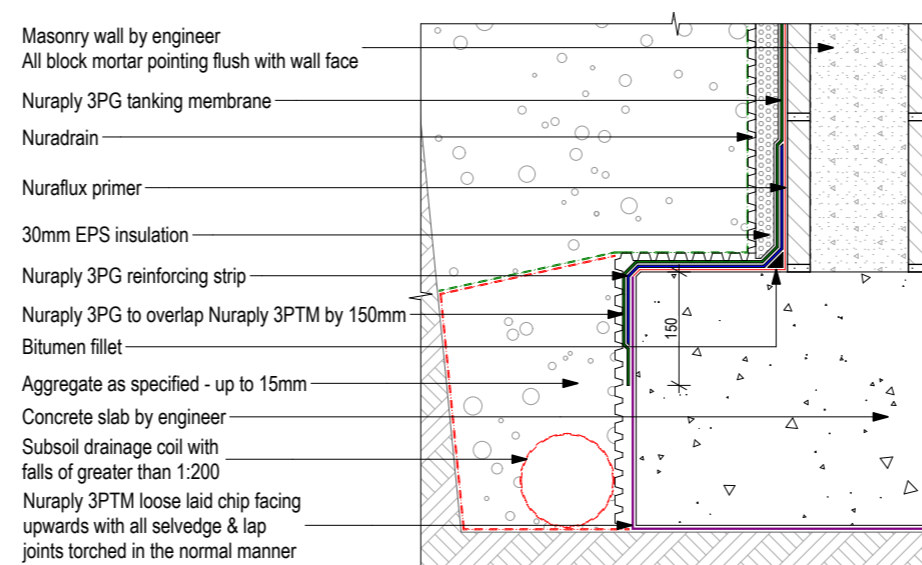 Masonry wall by engineer
All block mortar pointing flush with wall face
Nuraply 3PG tanking membrane
Nuradrain
Nuraflux primer
30mm EPS insulation
Nuraply 3PG reinforcing strip
Nuraply 3PG to overlap Nuraply 3PTM by 150mm
150
Bitumen fillet
Aggregate as specified - up to 15mm
Concrete slab by engineer
Subsoil drainage coil with
falls of greater than 1:200
Nuraply 3PTM loose laid chip facing
upwards with all selvedge & lap
joints torched in the normal manner